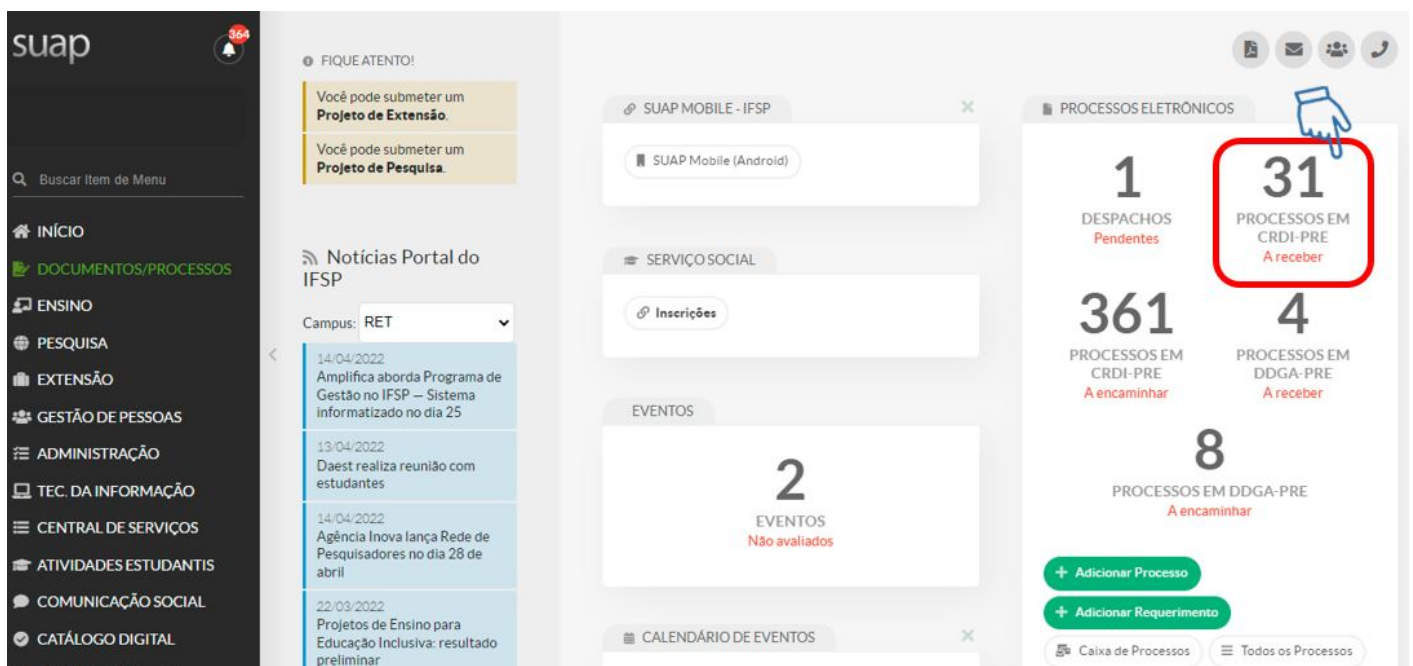 suap
364
Buscar Item de Menu
INÍCIO
DOCUMENTOS/PROCESSOS
ENSINO
PESQUISA
EXTENSÃO
GESTÃO DE PESSOAS
ADMINISTRAÇÃO
TEC. DA INFORMAÇÃO
CENTRAL DE SERVIÇOS
ATIVIDADES ESTUDANTIS
COMUNICAÇÃO SOCIAL
CATÁLOGO DIGITAL
FIQUE ATENTO!
Você pode submeter um
Projeto de Extensão.
Você pode submeter um
Projeto de Pesquisa.
Notícias Portal do
IFSP
Campus: RET
14/04/2022
Amplifica aborda Programa de
Gestão no IFSP — Sistema
informatizado no dia 25
13/04/2022
Daest realiza reunião com
estudantes
14/04/2022
Agência Inova lança Rede de
Pesquisadores no dia 28 de
abril
22/03/2022
Projetos de Ensino para
Educação Inclusiva: resultado
preliminar
SUAP MOBILE - IFSP
SUAP Mobile (Android)
SERVIÇO SOCIAL
Inscrições
EVENTOS
2
EVENTOS
Não avaliados
CALENDÁRIO DE EVENTOS
PROCESSOS ELETRÔNICOS
1
DESPACHOS
Pendentes
31
PROCESSOS EM
CRDI-PRE
A receber
361
PROCESSOS EM
CRDI-PRE
A encaminhar
4
PROCESSOS EM
DDGA-PRE
A receber
8
PROCESSOS EM DDGA-PRE
A encaminhar
+ Adicionar Processo
+ Adicionar Requerimento
Caixa de Processos
Todos os Processos